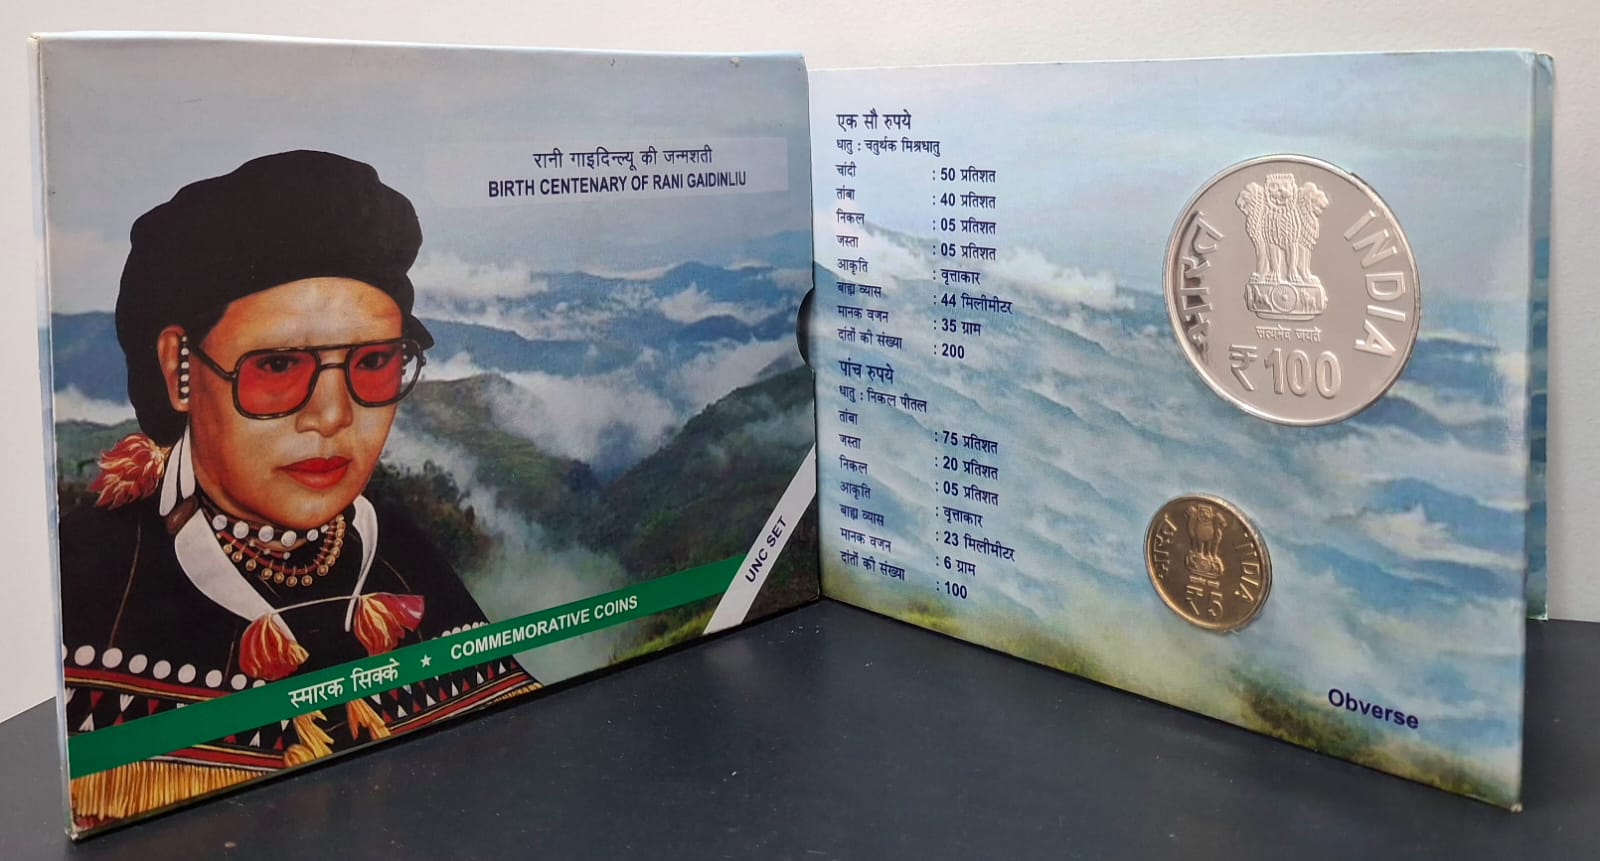 रानी गाइदिन्ल्यू की जन्मशती
BIRTH CENTENARY OF RANI GAIDINLIU
स्मारक सिक्के ★ COMMEMORATIVE COINS
UNC SET
एक सौ रुपये
धातु : चतुर्थक मिश्रधातु
चांदी : 50 प्रतिशत
तांबा : 40 प्रतिशत
निकल : 05 प्रतिशत
जस्ता : 05 प्रतिशत
आकृति : वृत्ताकार
बाह्य व्यास : 44 मिलीमीटर
मानक वजन : 35 ग्राम
दांतों की संख्या : 200
पांच रुपये
धातु : निकल पीतल
तांबा : 75 प्रतिशत
जस्ता : 20 प्रतिशत
निकल : 05 प्रतिशत
आकृति : वृत्ताकार
बाह्य व्यास : 23 मिलीमीटर
मानक वजन : 6 ग्राम
दांतों की संख्या : 100
भारत
INDIA
सत्यमेव जयते
₹ 100
भारत
INDIA
₹ 5
Obverse